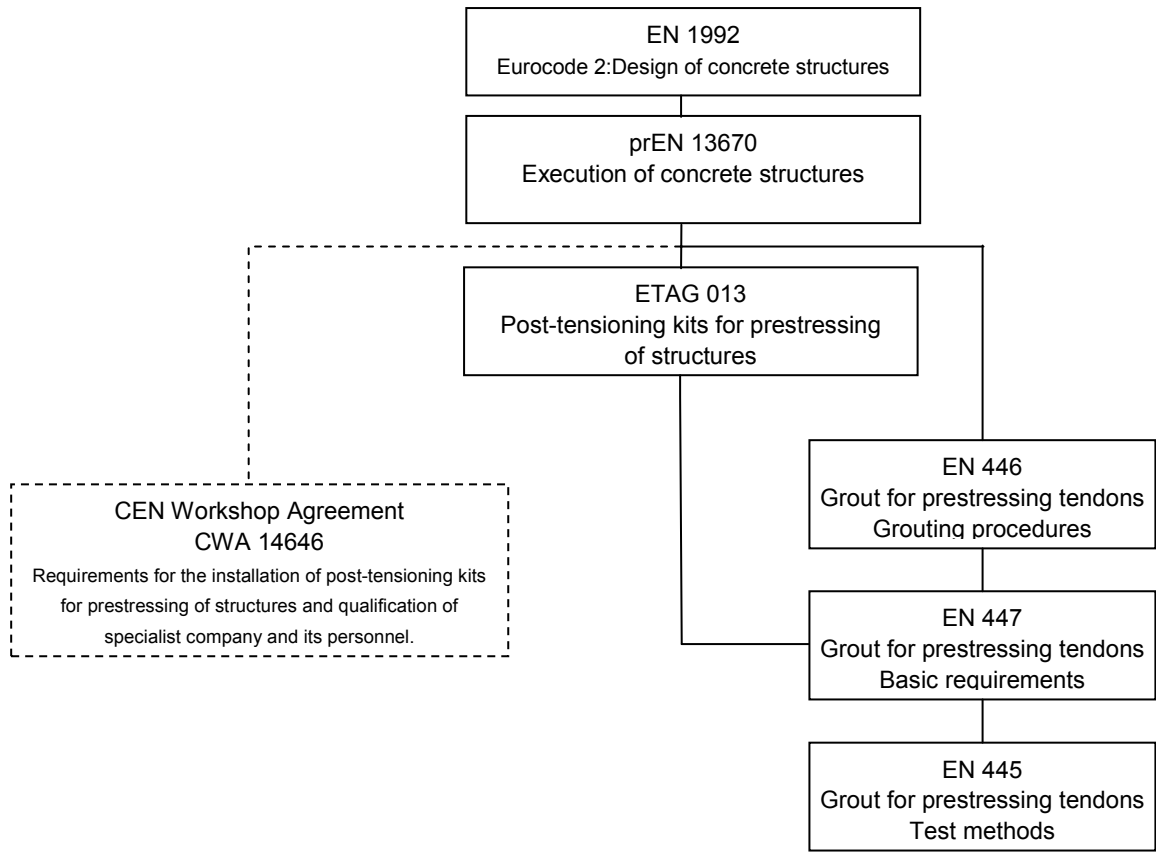 EN 1992
Eurocode 2:Design of concrete structures
prEN 13670
Execution of concrete structures
ETAG 013
Post-tensioning kits for prestressing
of structures
CEN Workshop Agreement
CWA 14646
Requirements for the installation of post-tensioning kits
for prestressing of structures and qualification of
specialist company and its personnel.
EN 446
Grout for prestressing tendons
Grouting procedures
EN 447
Grout for prestressing tendons
Basic requirements
EN 445
Grout for prestressing tendons
Test methods